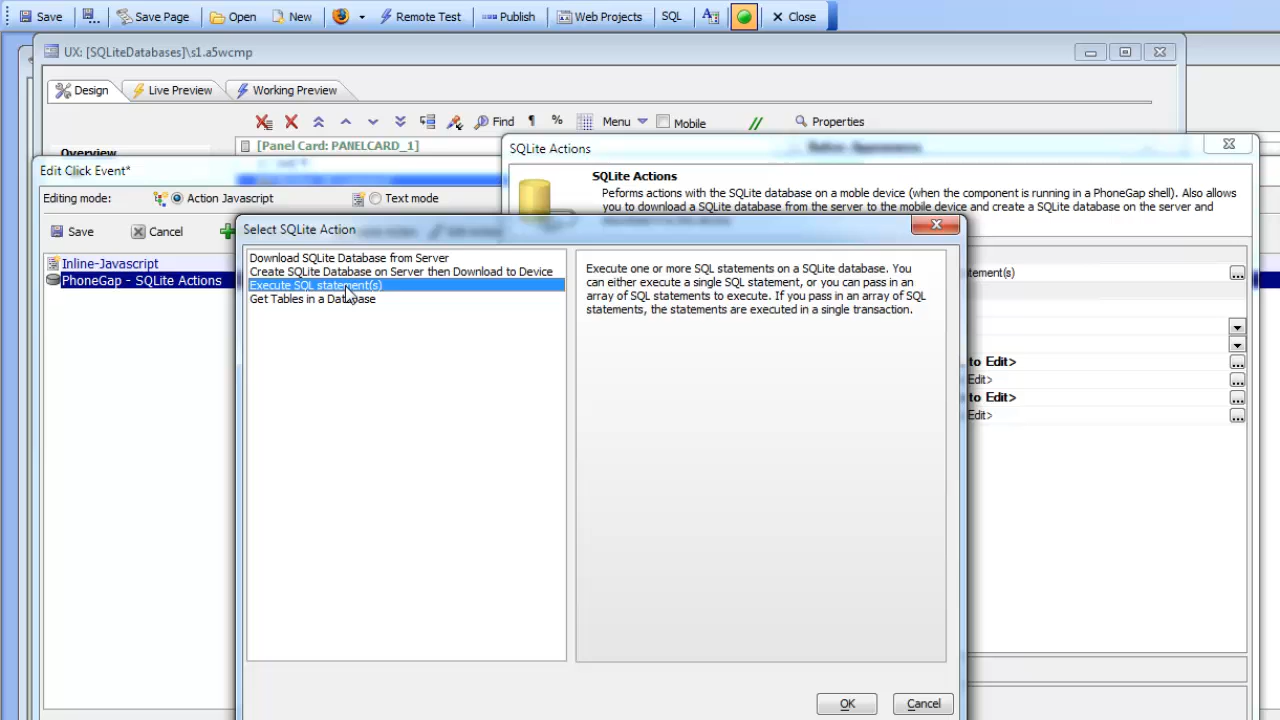 Save
Save Page
Open
New
Remote Test
Publish
Web Projects
SQL
Close
UX: [SQLiteDatabases]\s1.a5wcmp
Design
Live Preview
Working Preview
Find
¶
%
Menu
Mobile
//
Properties
Overview
[Panel Card: PANELCARD_1]
SQLite Actions
Edit Click Event*
SQLite Actions
Peforms actions with the SQLite database on a moble device (when the component is running in a PhoneGap shell). Also allows
you to download a SQLite database from the server to the mobile device and create a SQLite database on the server and
Editing mode:
Action Javascript
Text mode
Save
Cancel
Select SQLite Action
Inline-Javascript
PhoneGap - SQLite Actions
Download SQLite Database from Server
Create SQLite Database on Server then Download to Device
Execute SQL statement(s)
Get Tables in a Database
Execute one or more SQL statements on a SQLite database. You
can either execute a single SQL statement, or you can pass in an
array of SQL statements to execute. If you pass in an array of SQL
statements, the statements are executed in a single transaction.
tement(s)
to Edit>
Edit>
to Edit>
Edit>
OK
Cancel